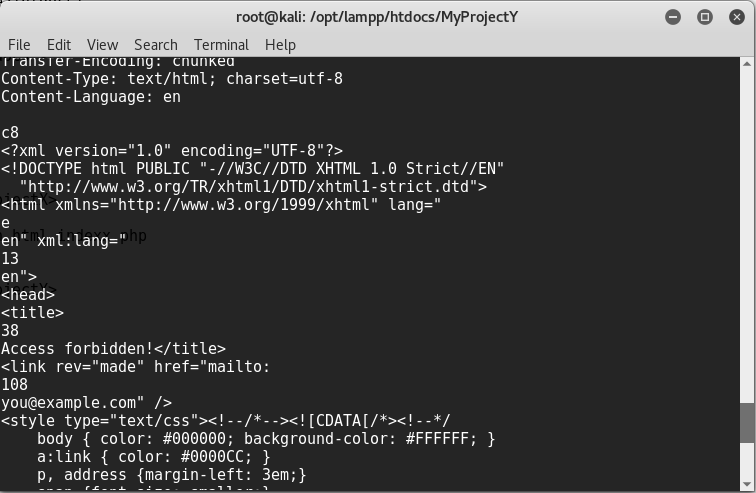 root@kali: /opt/lampp/htdocs/MyProjectY
File Edit View Search Terminal Help
Transfer-Encoding: chunked
Content-Type: text/html; charset=utf-8
Content-Language: en
c8
<?xml version="1.0" encoding="UTF-8"?>
<!DOCTYPE html PUBLIC "-//W3C//DTD XHTML 1.0 Strict//EN"
  "http://www.w3.org/TR/xhtml1/DTD/xhtml1-strict.dtd">
<html xmlns="http://www.w3.org/1999/xhtml" lang="
e
en" xml:lang="
13
en">
<head>
<title>
38
Access forbidden!</title>
<link rev="made" href="mailto:
108
you@example.com" />
<style type="text/css"><!--/*--><![CDATA[/*><!--*/
    body { color: #000000; background-color: #FFFFFF; }
    a:link { color: #0000CC; }
    p, address {margin-left: 3em;}
    span {font-size: smaller;}